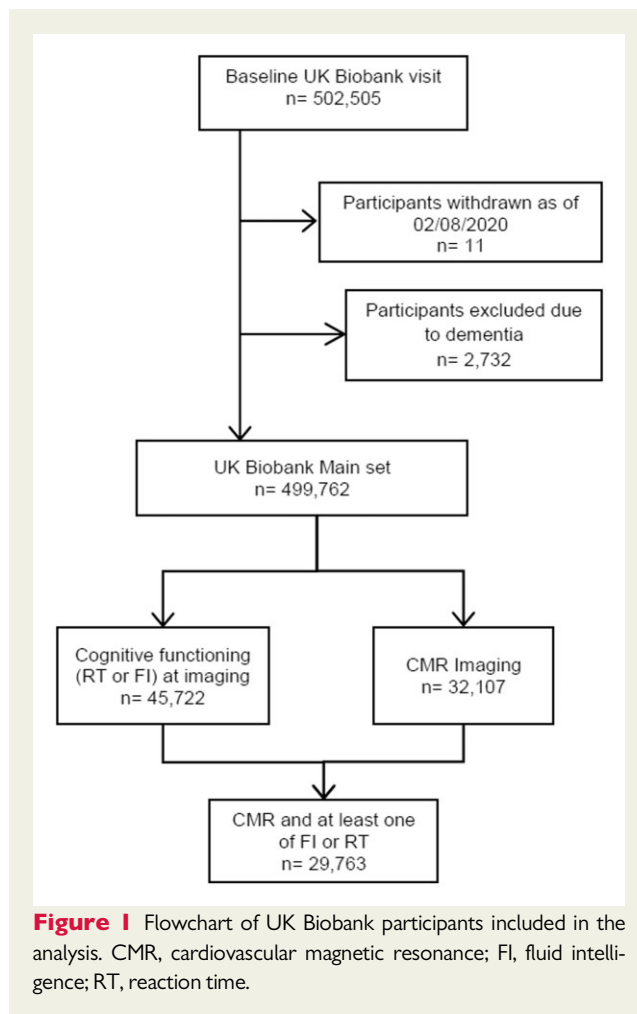 Baseline UK Biobank visit
n= 502,505
Participants withdrawn as of
02/08/2020
n= 11
Participants excluded due
to dementia
n= 2,732
UK Biobank Main set
n= 499,762
Cognitive functioning
(RT or FI) at imaging
n= 45,722
CMR Imaging
n= 32,107
CMR and at least one
of FI or RT
n= 29,763
Figure 1 Flowchart of UK Biobank participants included in the
analysis. CMR, cardiovascular magnetic resonance; FI, fluid intelli-
gence; RT, reaction time.